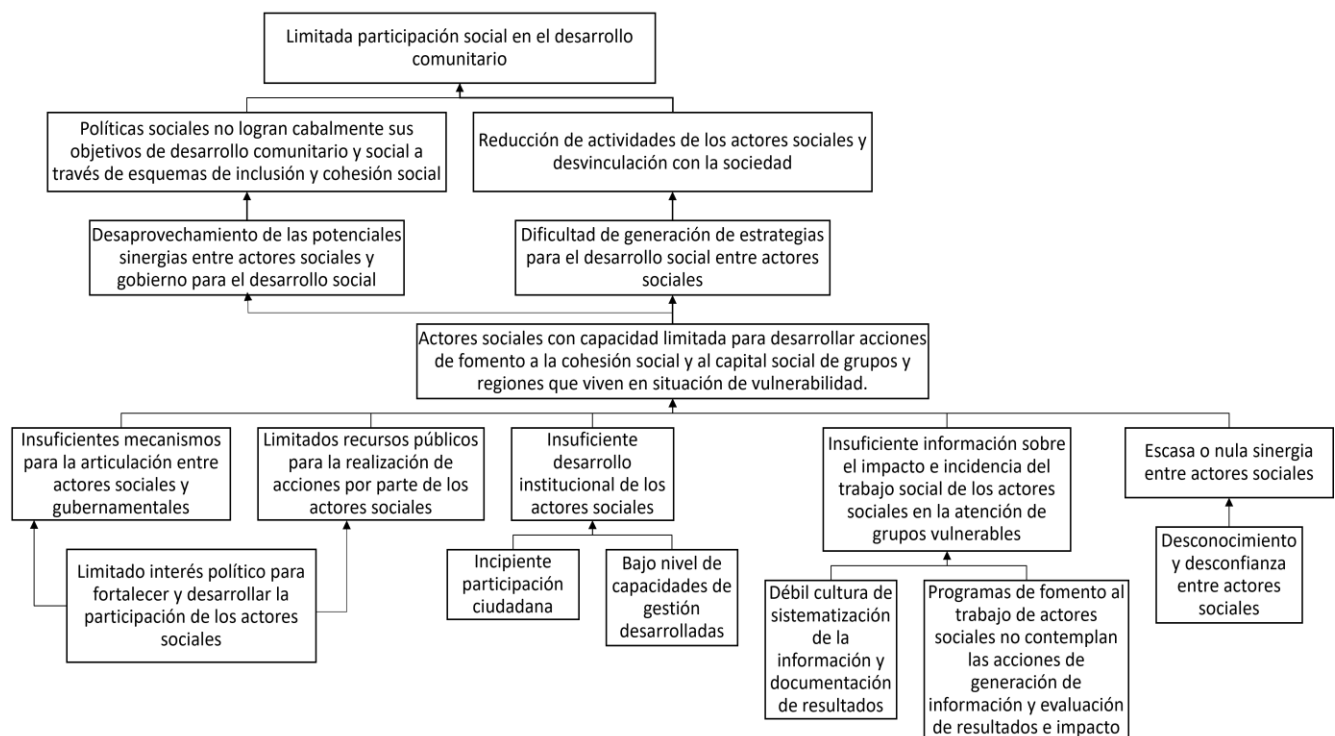 Limitada participación social en el desarrollo
comunitario
Políticas sociales no logran cabalmente sus
objetivos de desarrollo comunitario y social a
través de esquemas de inclusión y cohesión social
Reducción de actividades de los actores sociales y
desvinculación con la sociedad
Desaprovechamiento de las potenciales
sinergias entre actores sociales y
gobierno para el desarrollo social
Dificultad de generación de estrategias
para el desarrollo social entre actores
sociales
Actores sociales con capacidad limitada para desarrollar acciones
de fomento a la cohesión social y al capital social de grupos y
regiones que viven en situación de vulnerabilidad.
Insuficientes mecanismos
para la articulación entre
actores sociales y
gubernamentales
Limitados recursos públicos
para la realización de
acciones por parte de los
actores sociales
Insuficiente
desarrollo
institucional de los
actores sociales
Insuficiente información sobre
el impacto e incidencia del
trabajo social de los actores
sociales en la atención de
grupos vulnerables
Escasa o nula sinergia
entre actores sociales
Limitado interés político para
fortalecer y desarrollar la
participación de los actores
sociales
Incipiente
participación
ciudadana
Bajo nivel de
capacidades de
gestión
desarrolladas
Débil cultura de
sistematización
de la
información y
documentación
de resultados
Programas de fomento al
trabajo de actores
sociales no contemplan
las acciones de
generación de
información y evaluación
de resultados e impacto
Desconocimiento
y desconfianza
entre actores
sociales